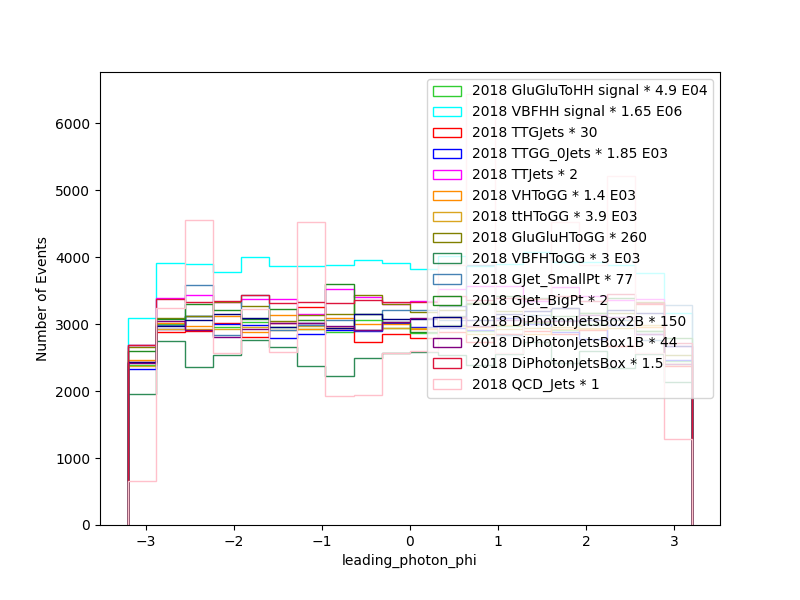 2018 GluGluToHH signal * 4.9 E04
2018 VBFHH signal * 1.65 E06
2018 TTGJets * 30
2018 TTGG_0Jets * 1.85 E03
2018 TTJets * 2
2018 VHToGG * 1.4 E03
2018 ttHToGG * 3.9 E03
2018 GluGluHToGG * 260
2018 VBFHToGG * 3 E03
2018 GJet_SmallPt * 77
2018 GJet_BigPt * 2
2018 DiPhotonJetsBox2B * 150
2018 DiPhotonJetsBox1B * 44
2018 DiPhotonJetsBox * 1.5
2018 QCD_Jets * 1
Number of Events
6000
5000
4000
3000
2000
1000
0
−3 −2 −1 0 1 2 3
leading_photon_phi